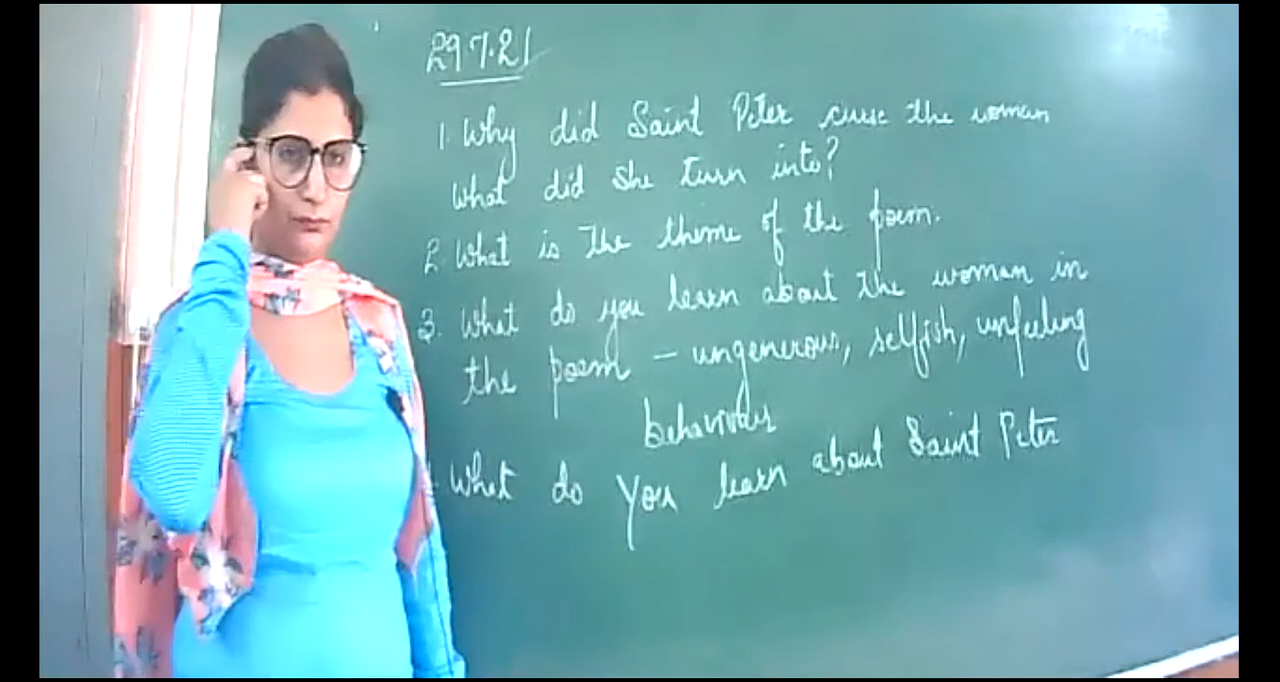 29.7.21
1. Why did Saint Peter curse the woman
What did she turn into?
2. What is the theme of the poem.
3. What do you learn about the woman in
the poem – ungenerous, selfish, unfeeling
behaviour
What do you learn about Saint Peter